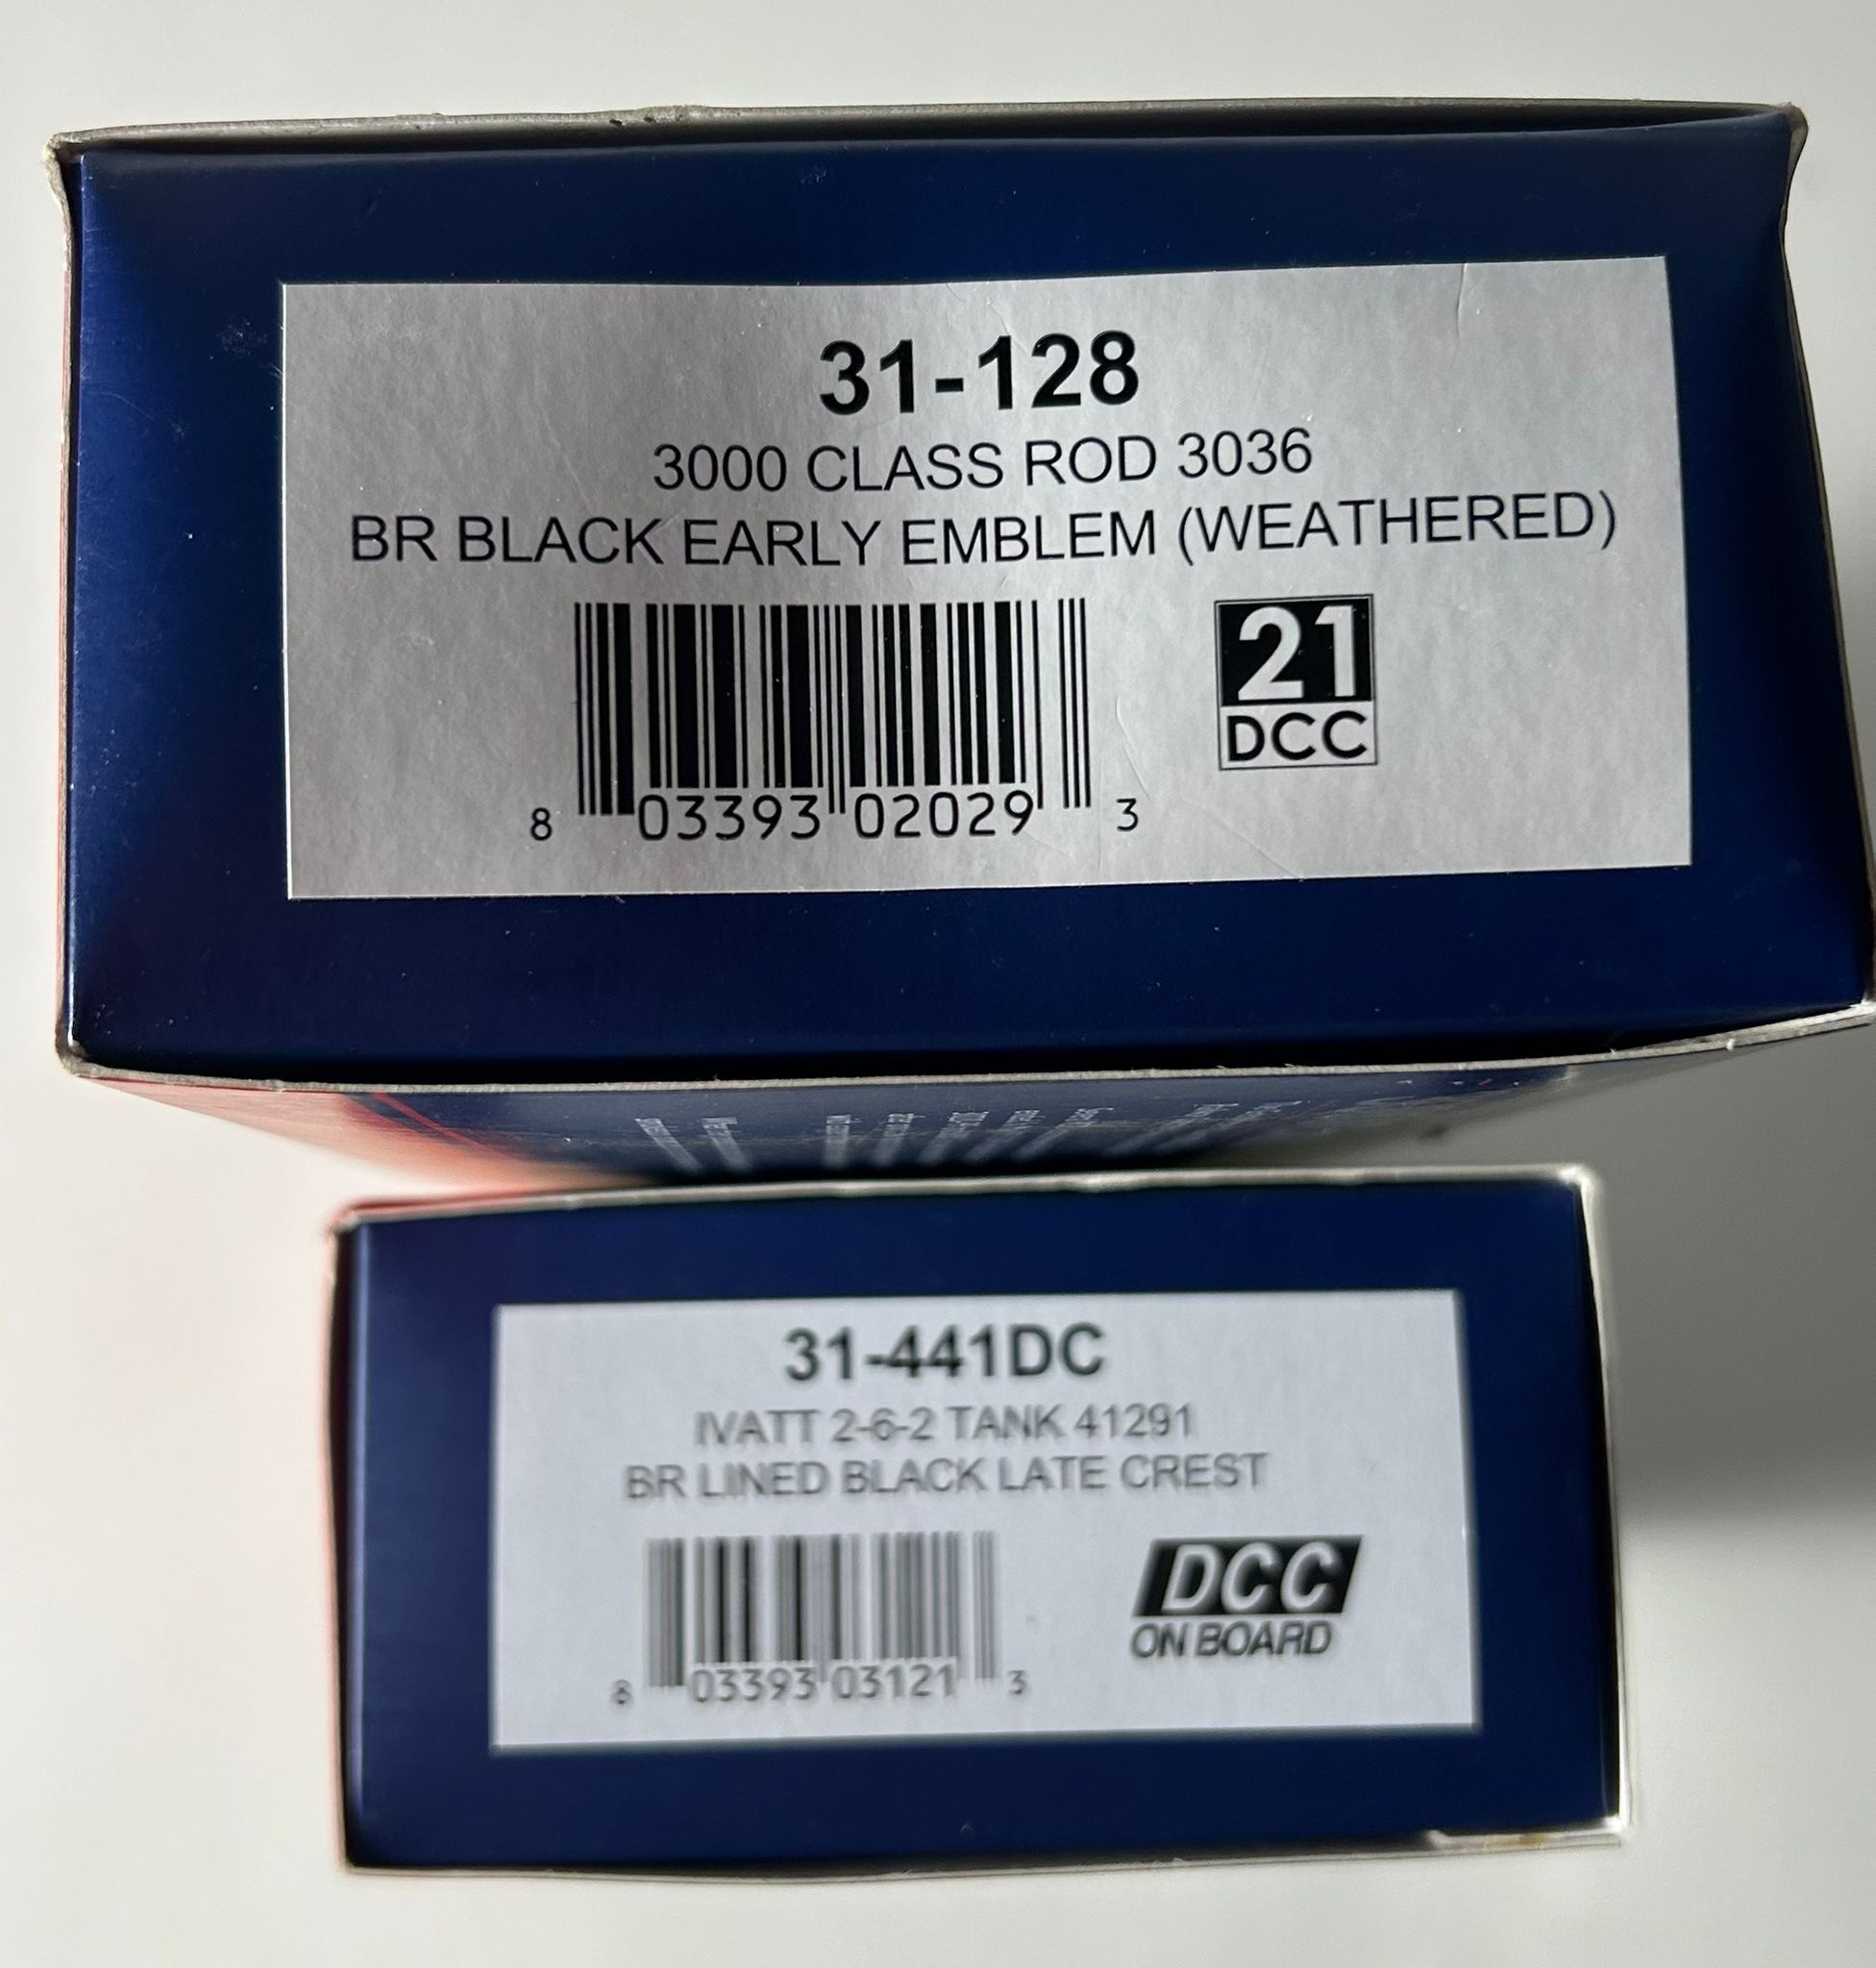 31-128
3000 CLASS ROD 3036
BR BLACK EARLY EMBLEM (WEATHERED)
21
DCC
8 03393 02029 3
31-441DC
IVATT 2-6-2 TANK 41291
BR LINED BLACK LATE CREST
DCC
ON BOARD
8 03393 03121 3